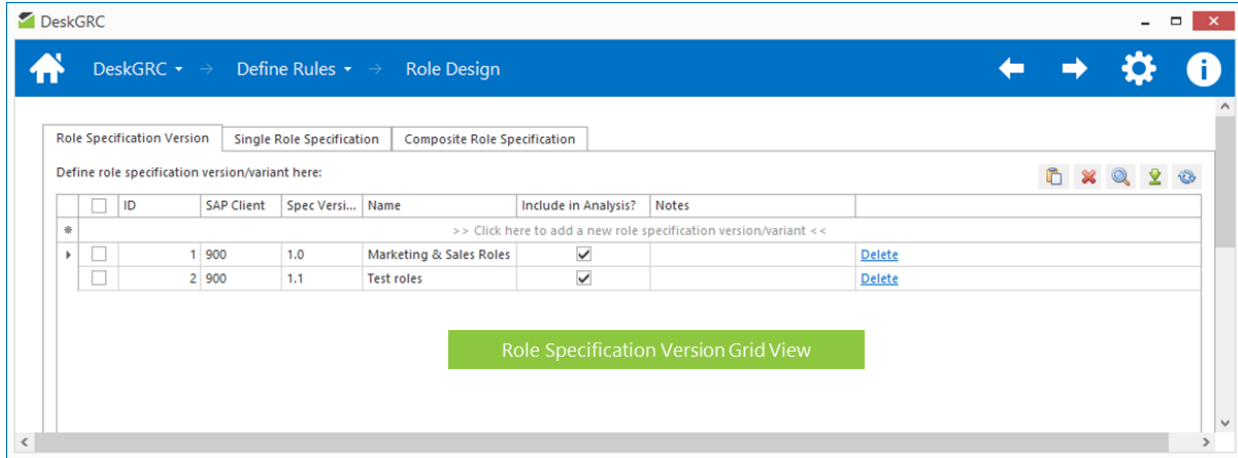 DeskGRC
DeskGRC → Define Rules → Role Design
Role Specification Version Single Role Specification Composite Role Specification
Define role specification version/variant here:
ID SAP Client Spec Versi... Name Include in Analysis? Notes
>> Click here to add a new role specification version/variant <<
1 900 1.0 Marketing & Sales Roles Delete
2 900 1.1 Test roles Delete
Role Specification Version Grid View